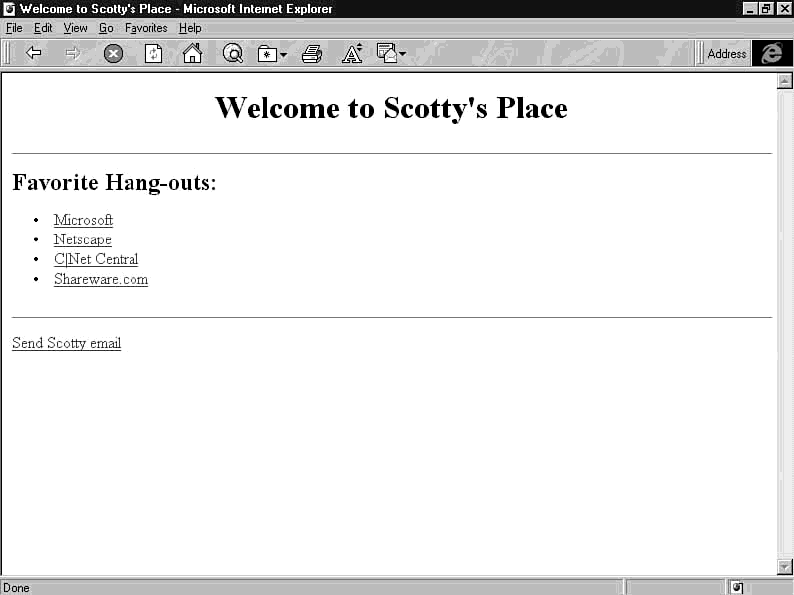 Welcome to Scotty's Place - Microsoft Internet Explorer
File Edit View Go Favorites Help
Address
Welcome to Scotty's Place
Favorite Hang-outs:
• Microsoft
• Netscape
• C|Net Central
• Shareware.com
Send Scotty email
Done